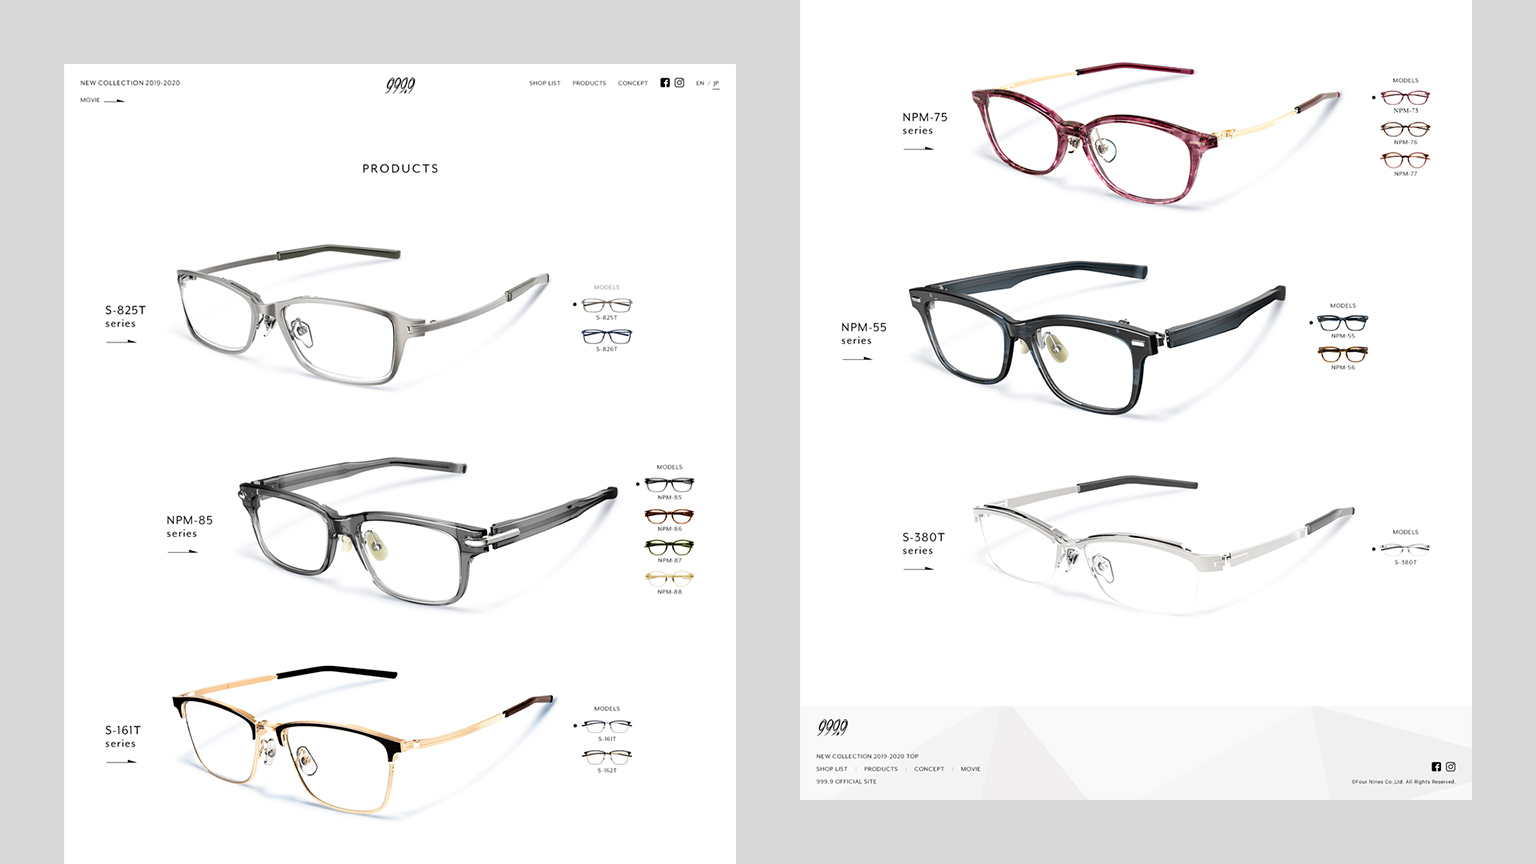 NEW COLLECTION 2019-2020
MOVIE
999.9
SHOP LIST PRODUCTS CONCEPT EN / JP
PRODUCTS
S-825T
series
MODELS
S-825T
S-826T
NPM-85
series
MODELS
NPM-85
NPM-86
NPM-87
NPM-88
S-161T
series
MODELS
S-161T
S-162T
NPM-75
series
MODELS
NPM-75
NPM-76
NPM-77
NPM-55
series
MODELS
NPM-55
NPM-56
S-380T
series
MODELS
S-380T
999.9
NEW COLLECTION 2019-2020 TOP
SHOP LIST | PRODUCTS | CONCEPT | MOVIE
999.9 OFFICIAL SITE
©Four Nines Co.,Ltd. All Rights Reserved.